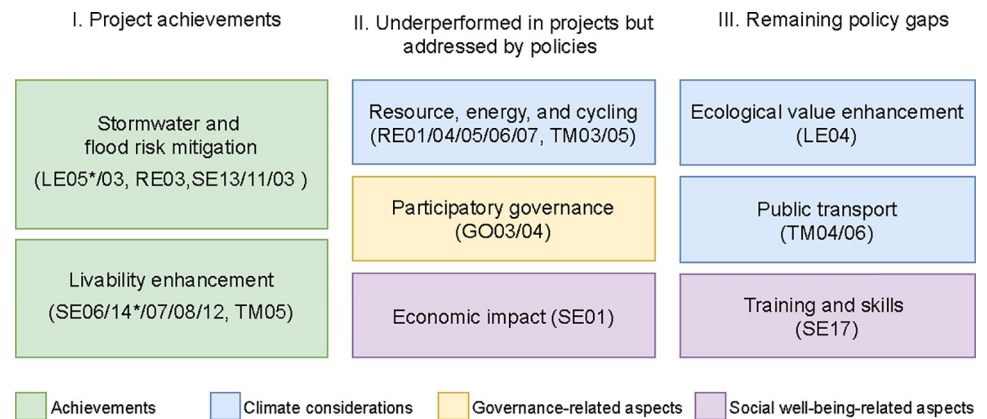 I. Project achievements
Stormwater and
flood risk mitigation
(LE05*/03, RE03,SE13/11/03 )
Livability enhancement
(SE06/14*/07/08/12, TM05)
II. Underperformed in projects but
addressed by policies
Resource, energy, and cycling
(RE01/04/05/06/07, TM03/05)
Participatory governance
(GO03/04)
Economic impact (SE01)
III. Remaining policy gaps
Ecological value enhancement
(LE04)
Public transport
(TM04/06)
Training and skills
(SE17)
Achievements
Climate considerations
Governance-related aspects
Social well-being-related aspects